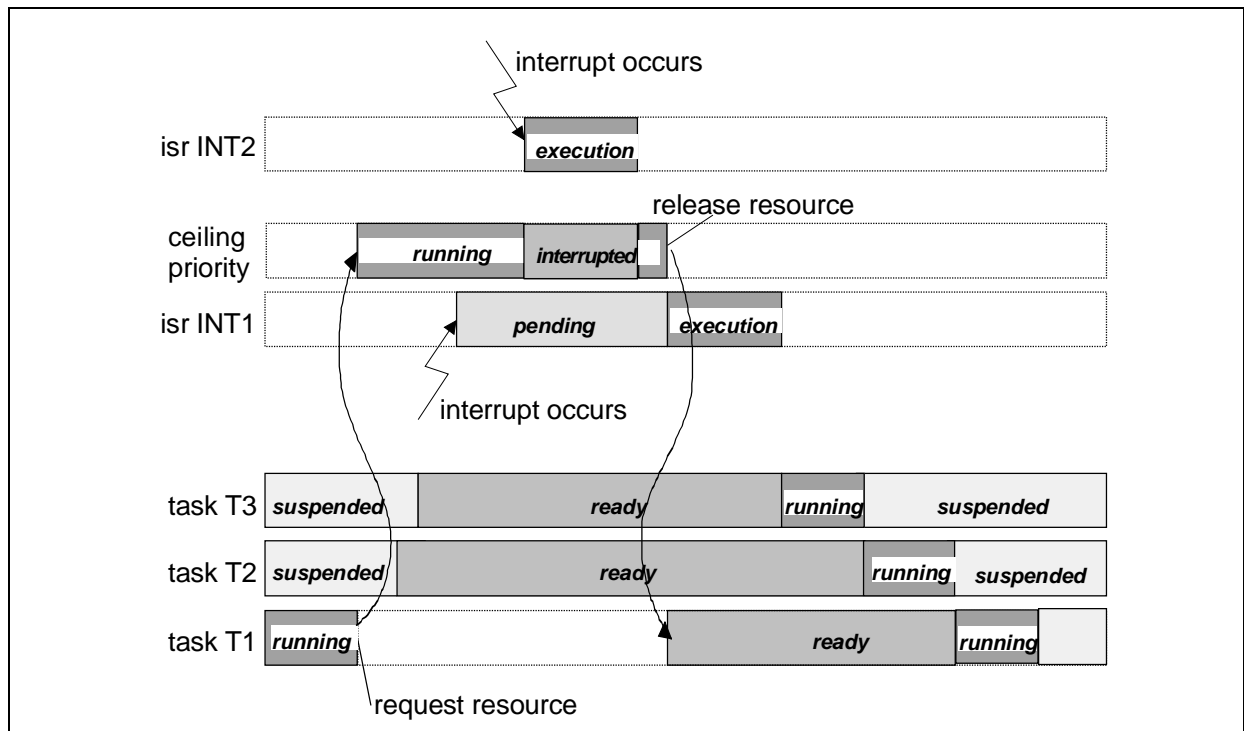 interrupt occurs
isr INT2
execution
release resource
ceiling
priority
running
interrupted
isr INT1
pending
execution
interrupt occurs
task T3
suspended
ready
running
suspended
task T2
suspended
ready
running
suspended
task T1
running
ready
running
request resource